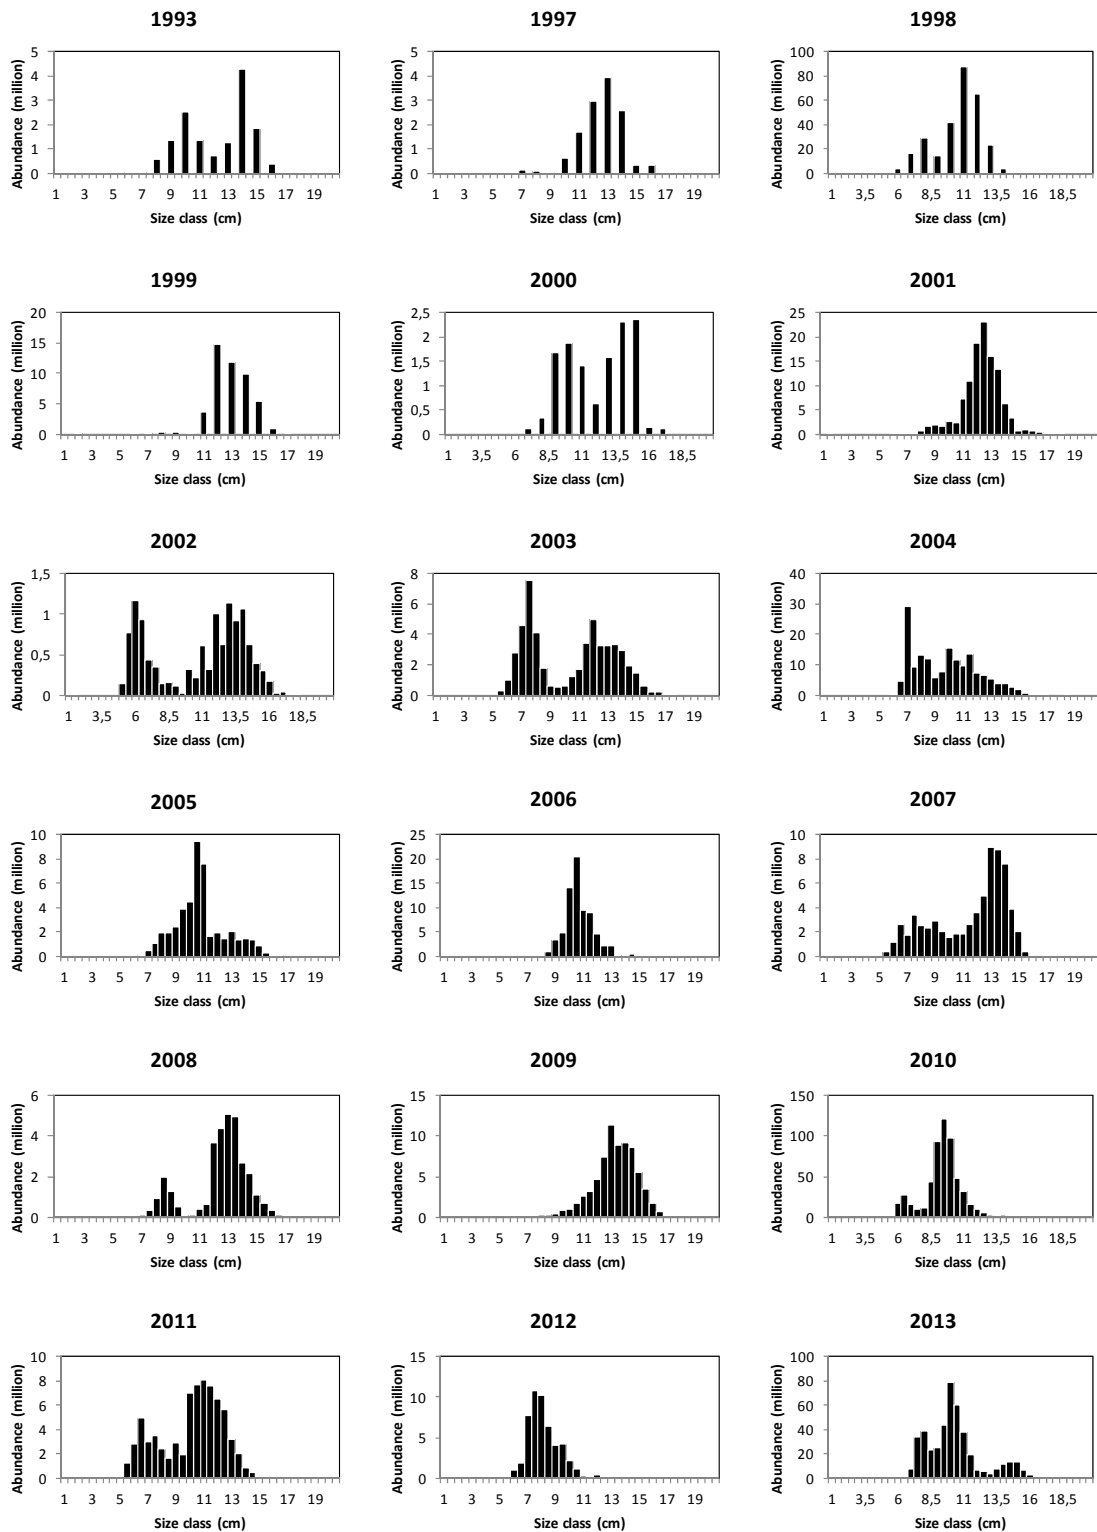 1993
Abundance (million)
5
4
3
2
1
0
1 3 5 7 9 11 13 15 17 19
Size class (cm)
1997
Abundance (million)
5
4
3
2
1
0
1 3 5 7 9 11 13 15 17 19
Size class (cm)
1998
Abundance (million)
100
80
60
40
20
0
1 3,5 6 8,5 11 13,5 16 18,5
Size class (cm)
1999
Abundance (million)
20
15
10
5
0
1 3 5 7 9 11 13 15 17 19
Size class (cm)
2000
Abundance (million)
2,5
2
1,5
1
0,5
0
1 3,5 6 8,5 11 13,5 16 18,5
Size class (cm)
2001
Abundance (million)
25
20
15
10
5
0
1 3 5 7 9 11 13 15 17 19
Size class (cm)
2002
Abundance (million)
1,5
1
0,5
0
1 3,5 6 8,5 11 13,5 16 18,5
Size class (cm)
2003
Abundance (million)
8
6
4
2
0
1 3 5 7 9 11 13 15 17 19
Size class (cm)
2004
Abundance (million)
40
30
20
10
0
1 3 5 7 9 11 13 15 17 19
Size class (cm)
2005
Abundance (million)
10
8
6
4
2
0
1 3 5 7 9 11 13 15 17 19
Size class (cm)
2006
Abundance (million)
25
20
15
10
5
0
1 3 5 7 9 11 13 15 17 19
Size class (cm)
2007
Abundance (million)
10
8
6
4
2
0
1 3 5 7 9 11 13 15 17 19
Size class (cm)
2008
Abundance (million)
6
4
2
0
1 3 5 7 9 11 13 15 17 19
Size class (cm)
2009
Abundance (million)
15
10
5
0
1 3 5 7 9 11 13 15 17 19
Size class (cm)
2010
Abundance (million)
150
100
50
0
1 3,5 6 8,5 11 13,5 16 18,5
Size class (cm)
2011
Abundance (million)
10
8
6
4
2
0
1 3 5 7 9 11 13 15 17 19
Size class (cm)
2012
Abundance (million)
15
10
5
0
1 3 5 7 9 11 13 15 17 19
Size class (cm)
2013
Abundance (million)
100
80
60
40
20
0
1 3,5 6 8,5 11 13,5 16 18,5
Size class (cm)